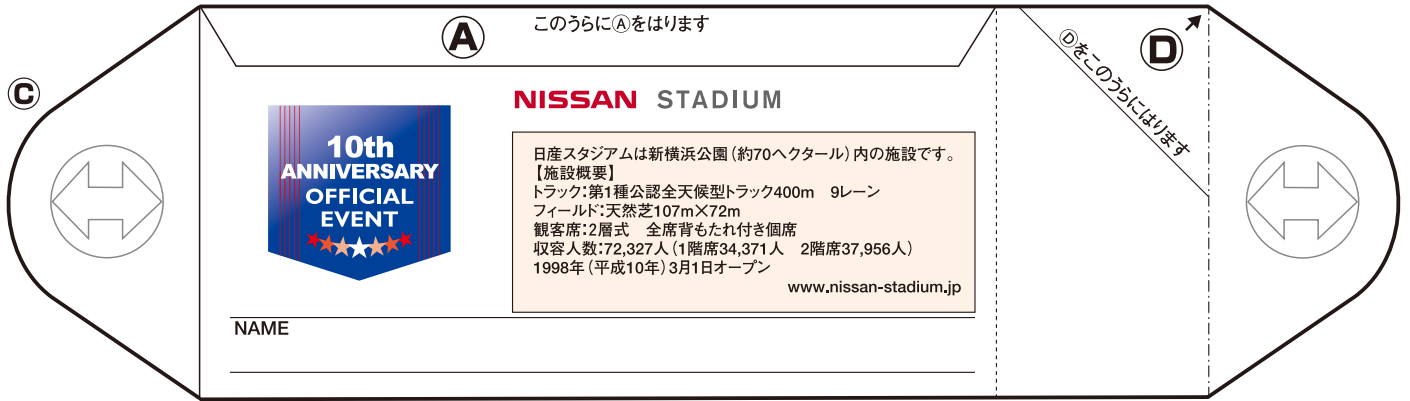 Ⓐ
このうらにⒶをはります
Ⓓ
Ⓓをこのうらにはります
Ⓒ
NISSAN STADIUM
10th
ANNIVERSARY
OFFICIAL
EVENT
日産スタジアムは新横浜公園(約70ヘクタール)内の施設です。
【施設概要】
トラック:第1種公認全天候型トラック400m　9レーン
フィールド:天然芝107m×72m
観客席:2層式　全席背もたれ付き個席
収容人数:72,327人(1階席34,371人　2階席37,956人)
1998年(平成10年)3月1日オープン
www.nissan-stadium.jp
NAME